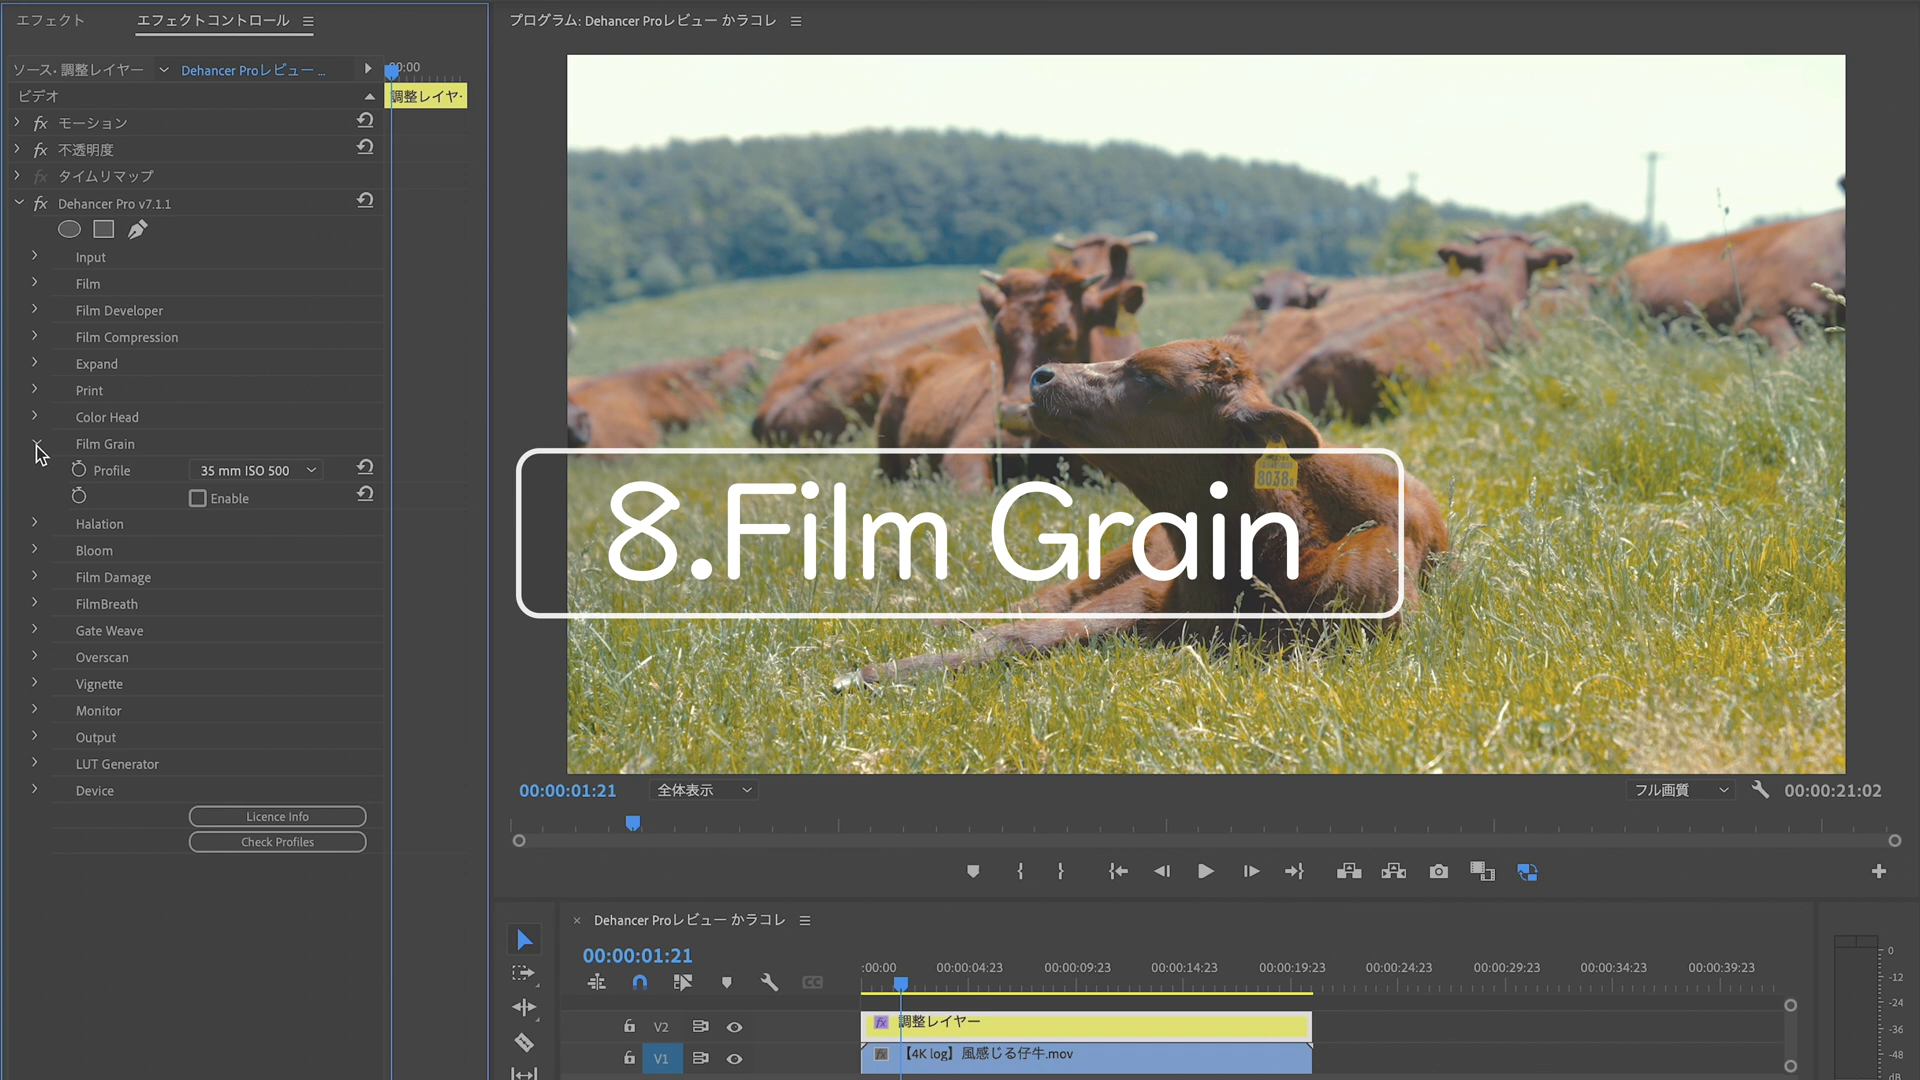 エフェクト
エフェクトコントロール
プログラム: Dehancer Proレビュー かラコレ
ソース・調整レイヤー
Dehancer Proレビュー ...
00:00
ビデオ
調整レイヤ
fx モーション
fx 不透明度
fx タイムリマップ
fx Dehancer Pro v7.1.1
Input
Film
Film Developer
Film Compression
Expand
Print
Color Head
Film Grain
Profile
35 mm ISO 500
Enable
Halation
Bloom
Film Damage
FilmBreath
Gate Weave
Overscan
Vignette
Monitor
Output
LUT Generator
Device
Licence Info
Check Profiles
8038
8.Film Grain
00:00:01:21
全体表示
フル画質
00:00:21:02
Dehancer Proレビュー かラコレ
00:00:01:21
:00:00
00:00:04:23
00:00:09:23
00:00:14:23
00:00:19:23
00:00:24:23
00:00:29:23
00:00:34:23
00:00:39:23
CC
V2
fx 調整レイヤー
V1
fx 【4K log】風感じる仔牛.mov
0
-12
-24
-36
-48
dB